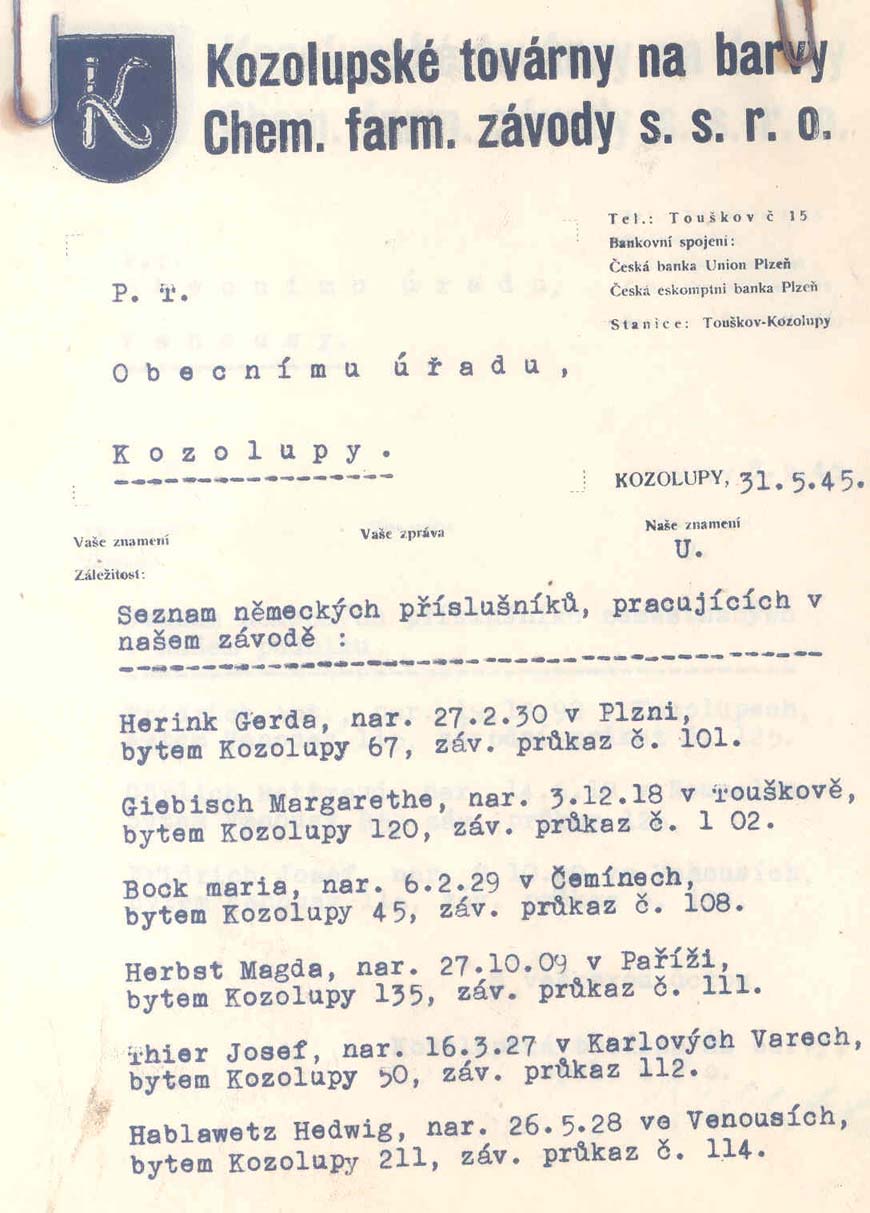 K
Kozolupské továrny na barvy
Chem. farm. závody s. s. r. o.
Tel.: Touškov č 15
Bankovní spojení:
Česká banka Union Plzeň
Česká eskomptni banka Plzeň
Stanice: Touškov-Kozolupy
P. T.
Obecnímu úřadu,
Kozolupy.
KOZOLUPY, 31.5.45.
Vaše znamení
Vaše zpráva
Naše znamení
U.
Záležitost:
Seznam německých příslušníků, pracujících v
našem závodě :
Herink Gerda, nar. 27.2.30 v Plzni,
bytem Kozolupy 67, záv. průkaz č. 101.
Giebisch Margarethe, nar. 3.12.18 v Touškově,
bytem Kozolupy 120, záv. průkaz č. 1 02.
Bock maria, nar. 6.2.29 v Čemínech,
bytem Kozolupy 45, záv. průkaz č. 108.
Herbst Magda, nar. 27.10.09 v Paříži,
bytem Kozolupy 135, záv. průkaz č. 111.
Thier Josef, nar. 16.3.27 v Karlových Varech,
bytem Kozolupy 50, záv. průkaz 112.
Hablawetz Hedwig, nar. 26.5.28 ve Venousích,
bytem Kozolupy 211, záv. průkaz č. 114.